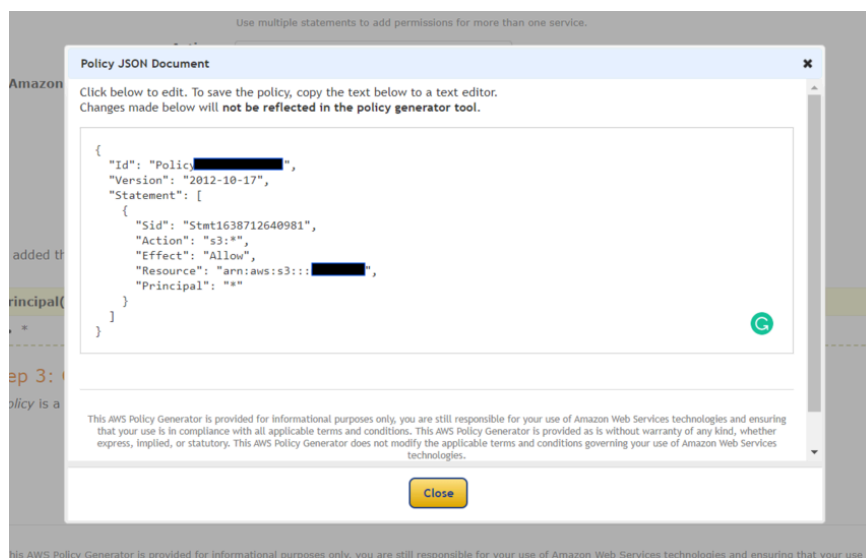 Use multiple statements to add permissions for more than one service.
Policy JSON Document
Amazon
Click below to edit. To save the policy, copy the text below to a text editor.
Changes made below will not be reflected in the policy generator tool.
{
"Id": "Policy ",
"Version": "2012-10-17",
"Statement": [
{
"Sid": "Stmt1638712640981",
"Action": "s3:*",
"Effect": "Allow",
"Resource": "arn:aws:s3::: ",
"Principal": "*"
}
]
}
added th
rincipal(
*
ep 3:
olicy is a
This AWS Policy Generator is provided for informational purposes only, you are still responsible for your use of Amazon Web Services technologies and ensuring
that your use is in compliance with all applicable terms and conditions. This AWS Policy Generator is provided as is without warranty of any kind, whether
express, implied, or statutory. This AWS Policy Generator does not modify the applicable terms and conditions governing your use of Amazon Web Services
technologies.
Close
his AWS Policy Generator is provided for informational purposes only, you are still responsible for your use of Amazon Web Services technologies and ensuring that your use